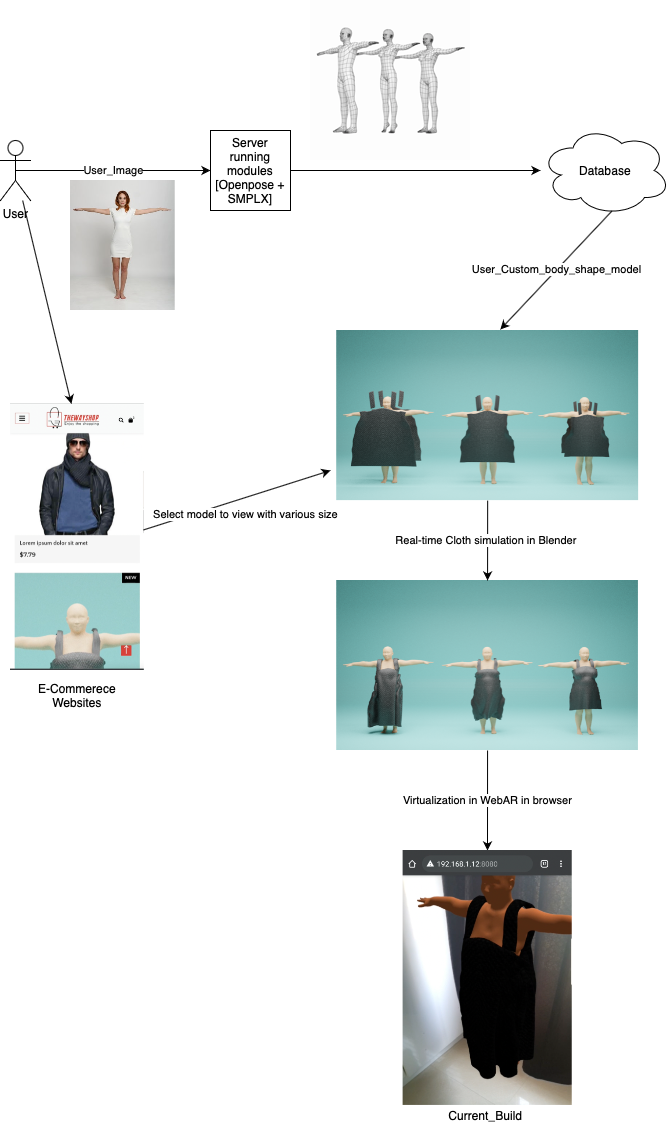 User_Image
Server
running
modules
[Openpose +
SMPLX]
Database
User
User_Custom_body_shape_model
THEWAYSHOP
Enjoy the shopping
Lorem ipsum dolor sit amet
$7.79
NEW
Select model to view with various size
Real-time Cloth simulation in Blender
E-Commerece
Websites
Virtualization in WebAR in browser
192.168.1.12:8080
Current_Build